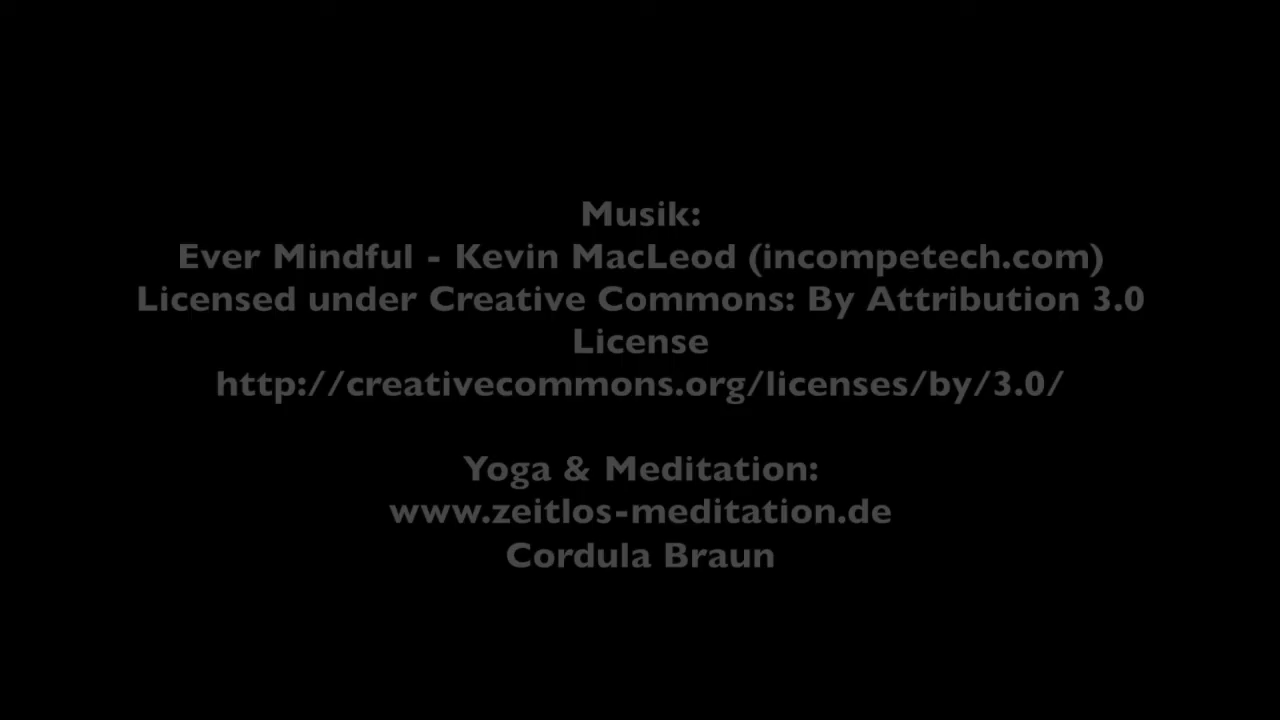 Musik:
Ever Mindful - Kevin MacLeod (incompetech.com)
Licensed under Creative Commons: By Attribution 3.0
License
http://creativecommons.org/licenses/by/3.0/
Yoga & Meditation:
www.zeitlos-meditation.de
Cordula Braun